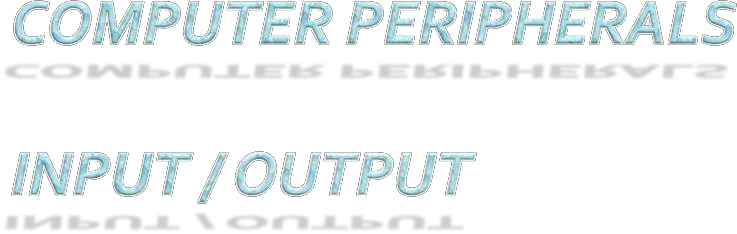 COMPUTER PERIPHERALS
INPUT / OUTPUT